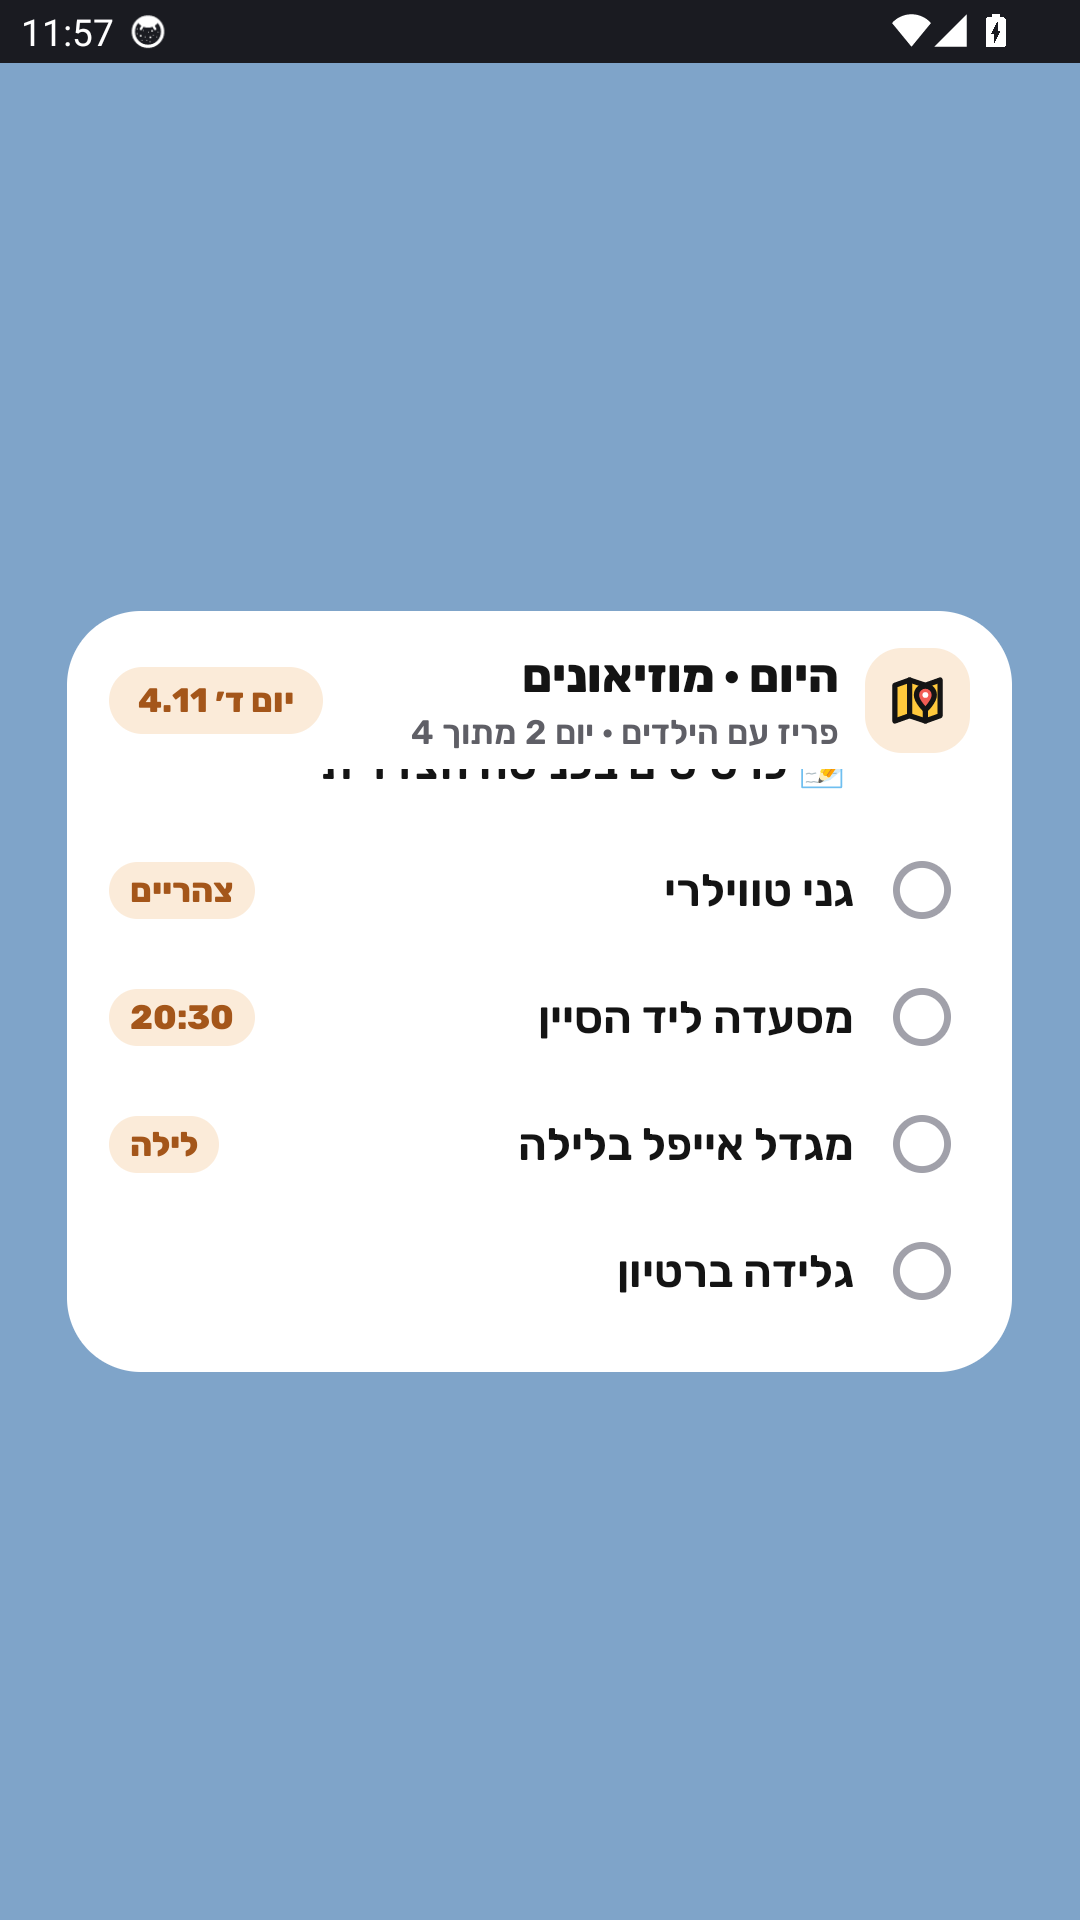 11:57
היום • מוזיאונים
פריז עם הילדים • יום 2 מתוך 4
יום ד׳ 4.11
גני טווילרי
צהריים
מסעדה ליד הסיין
20:30
מגדל אייפל בלילה
לילה
גלידה ברטיון